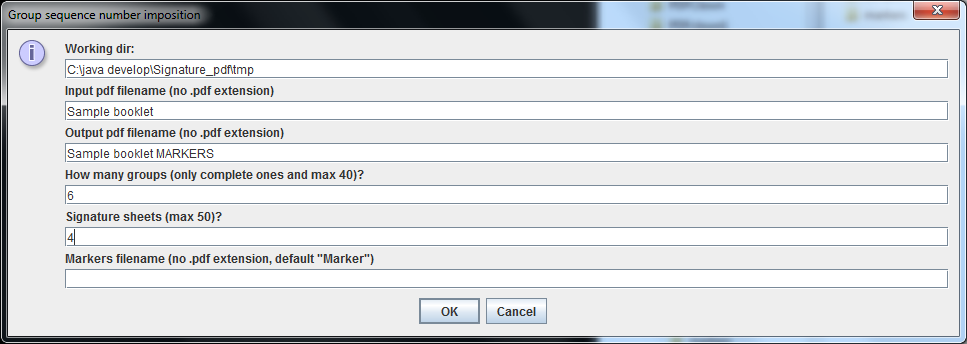 Group sequence number imposition
Working dir:
C:\java develop\Signature_pdf\tmp
Input pdf filename (no .pdf extension)
Sample booklet
Output pdf filename (no .pdf extension)
Sample booklet MARKERS
How many groups (only complete ones and max 40)?
6
Signature sheets (max 50)?
4
Markers filename (no .pdf extension, default "Marker")
OK Cancel